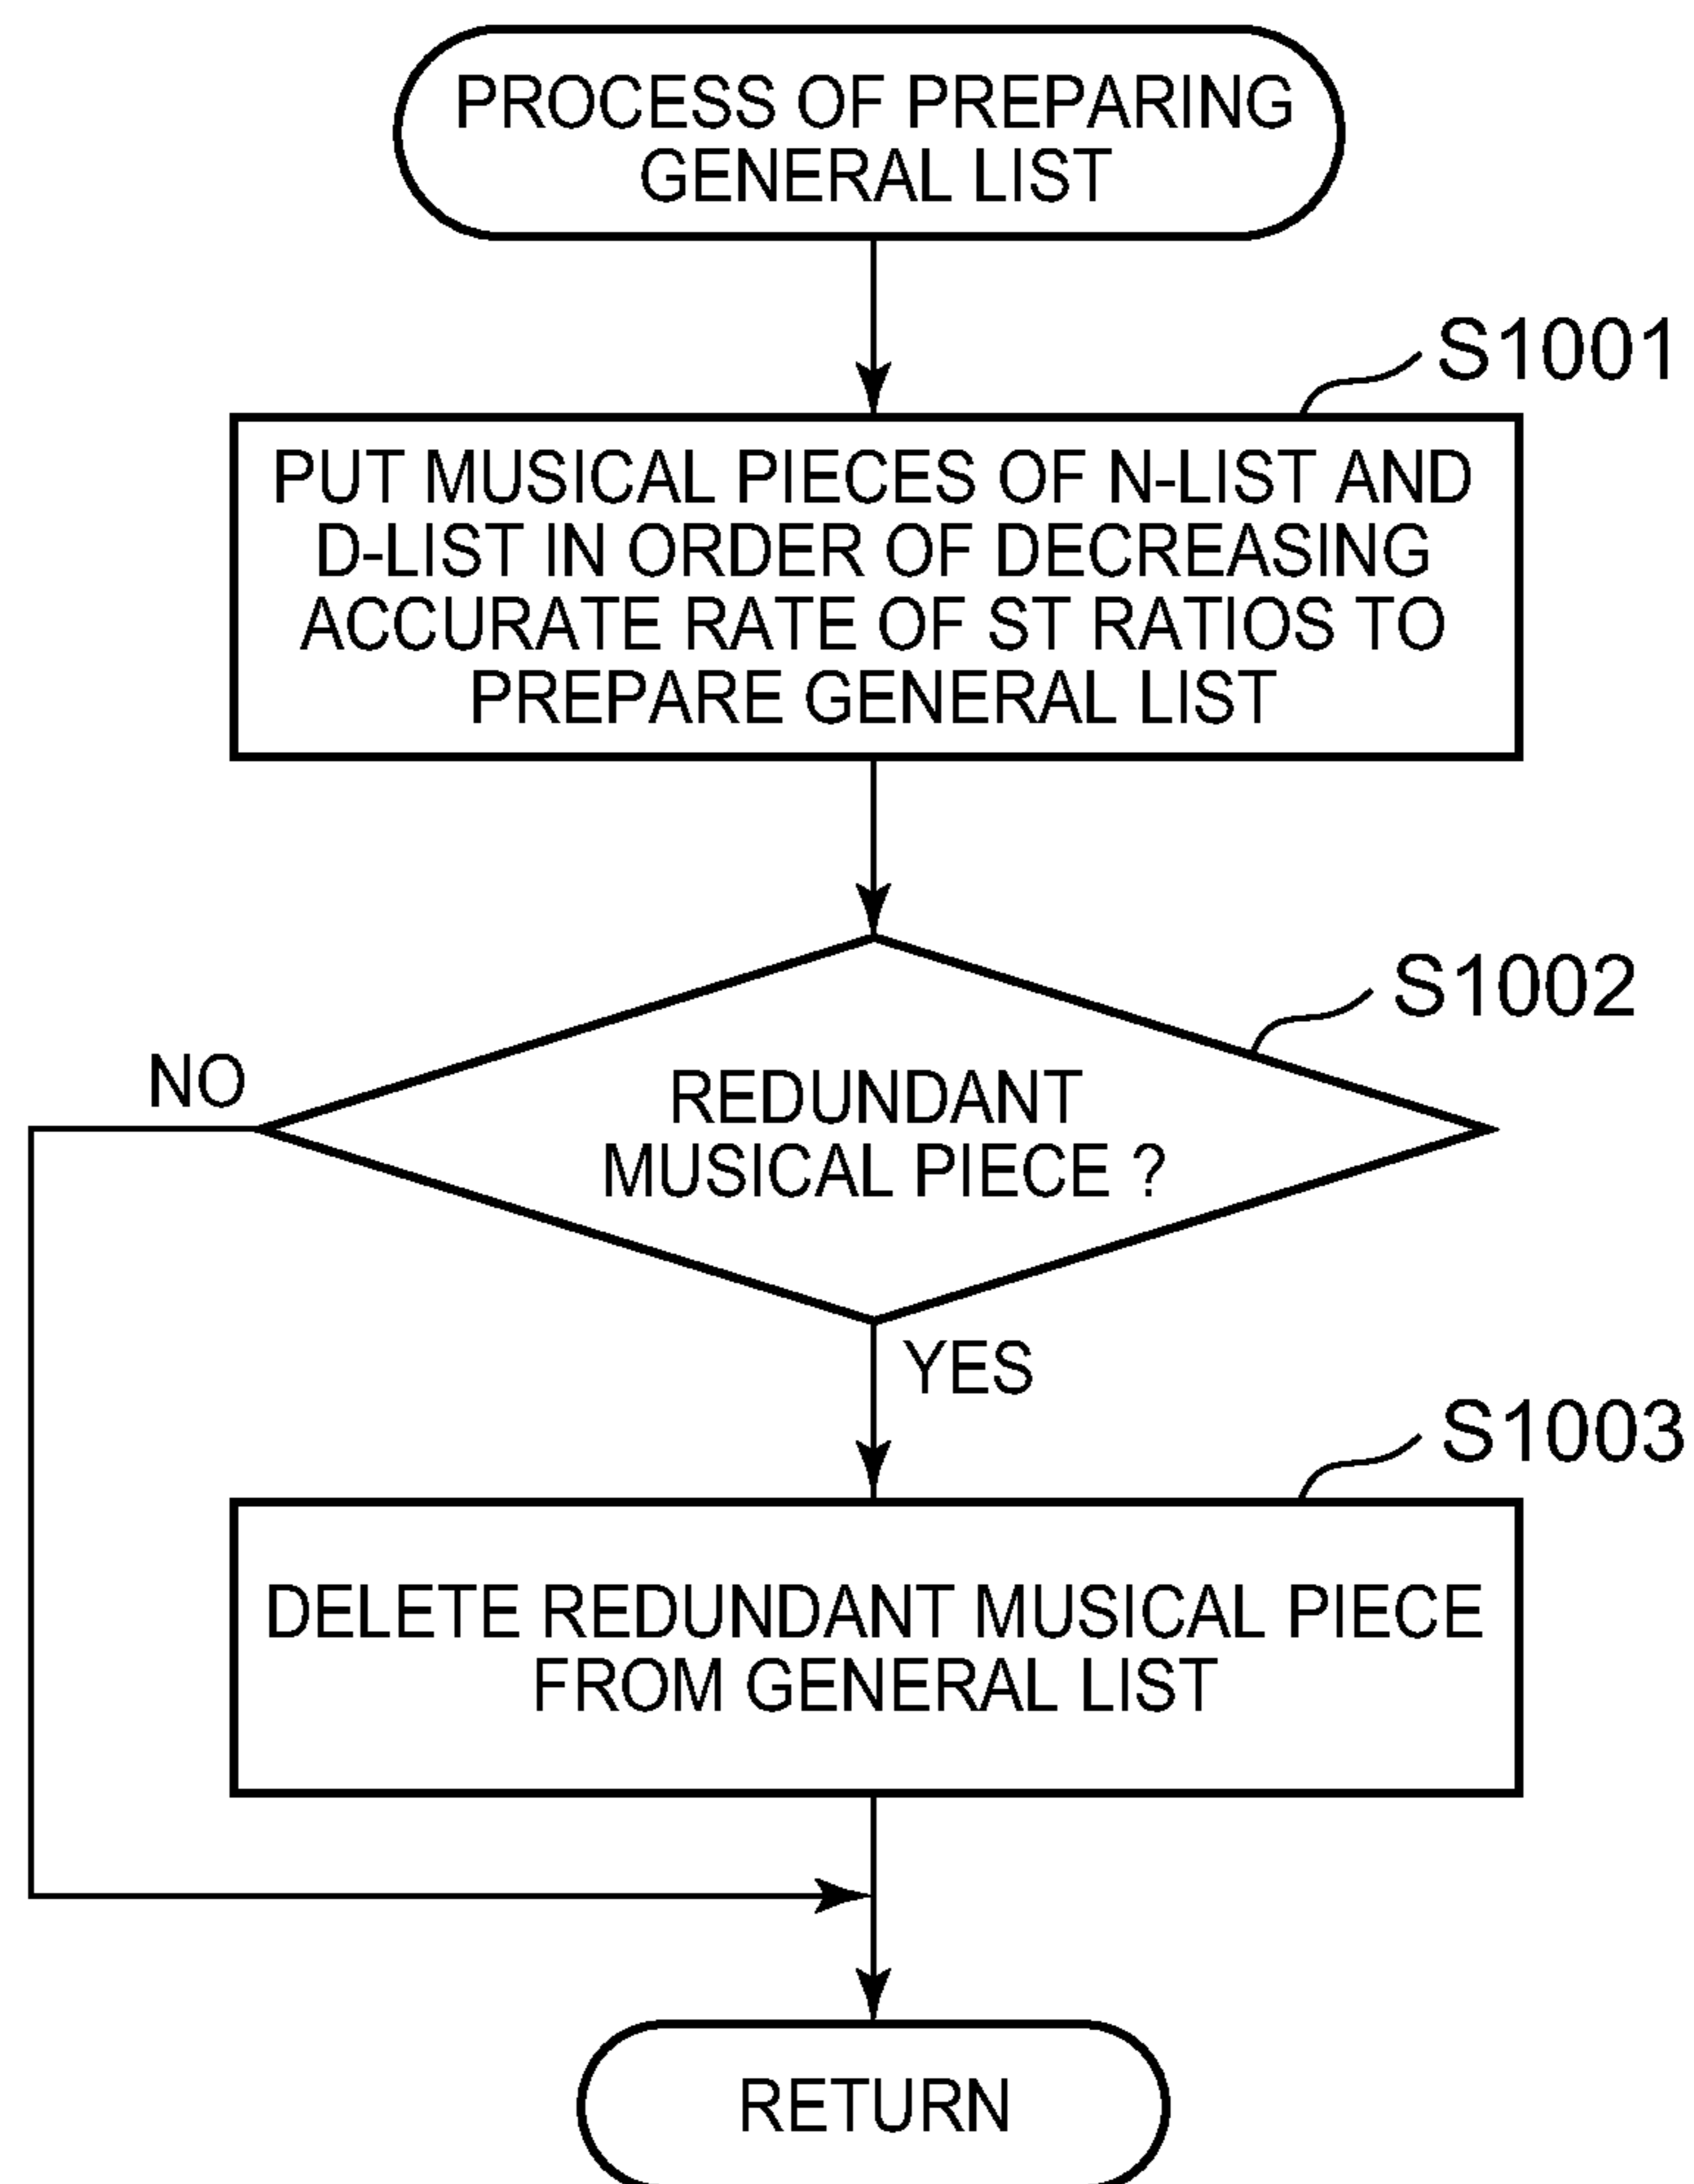 PROCESS OF PREPARING
GENERAL LIST
S1001
PUT MUSICAL PIECES OF N-LIST AND
D-LIST IN ORDER OF DECREASING
ACCURATE RATE OF ST RATIOS TO
PREPARE GENERAL LIST
S1002
NO
REDUNDANT
MUSICAL PIECE ?
YES
S1003
DELETE REDUNDANT MUSICAL PIECE
FROM GENERAL LIST
RETURN